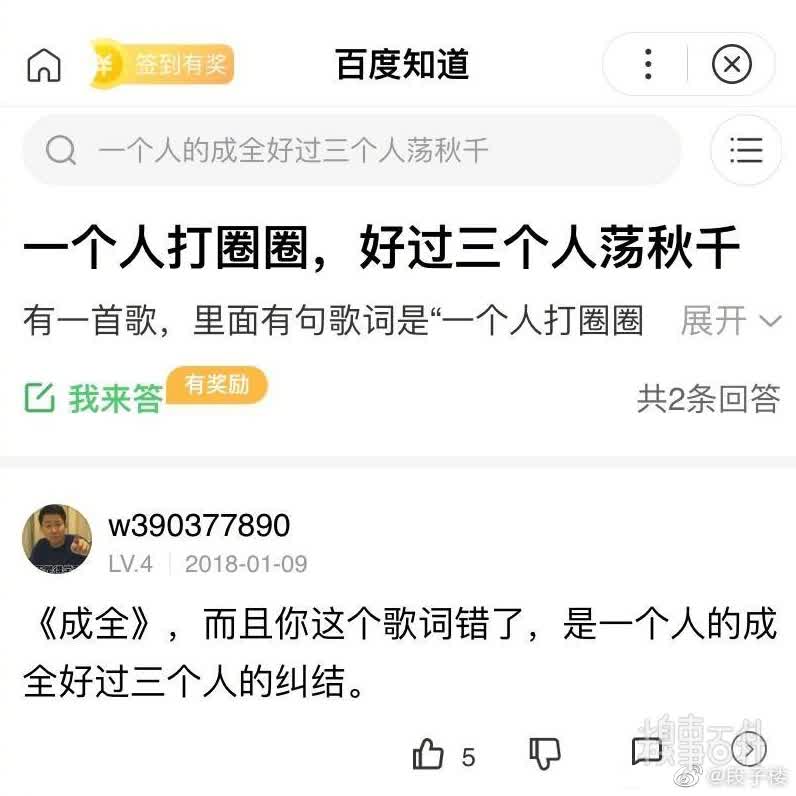 签到有奖
百度知道
一个人的成全好过三个人荡秋千
一个人打圈圈，好过三个人荡秋千
有一首歌，里面有句歌词是“一个人打圈圈 展开
我来答 有奖励 共2条回答
w390377890
LV.4 2018-01-09
《成全》，而且你这个歌词错了，是一个人的成
全好过三个人的纠结。
5
@段子楼